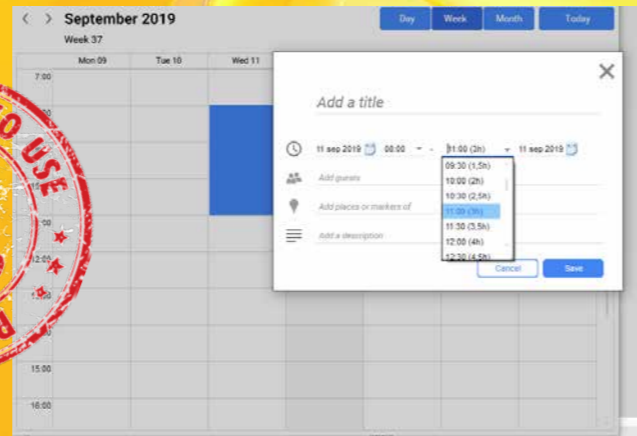 < > September 2019
Day Week Month Today
Week 37
Mon 09 Tue 10 Wed 11
7:00
Add a title
11 sep 2019 08:00 - 11:00 (3h) 11 sep 2019
09:30 (1,5h)
Add guests
10:00 (2h)
10:30 (2,5h)
Add places or markers of
11:00 (3h)
11:30 (3,5h)
Add a description
12:00 (4h)
12:30 (4,5h)
Cancel Save
12:00
15:00
16:00
O USE